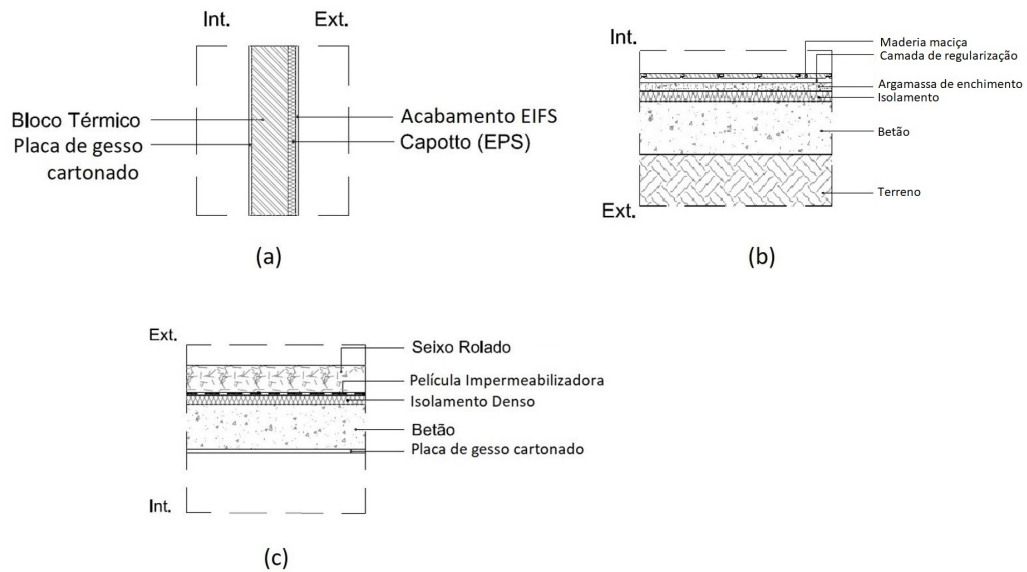 Int.
Ext.
Bloco Térmico
Placa de gesso
cartonado
Acabamento EIFS
Capotto (EPS)
(a)
Int.
Maderia maciça
Camada de regularização
Argamassa de enchimento
Isolamento
Betão
Terreno
Ext.
(b)
Ext.
Seixo Rolado
Película Impermeabilizadora
Isolamento Denso
Betão
Placa de gesso cartonado
Int.
(c)